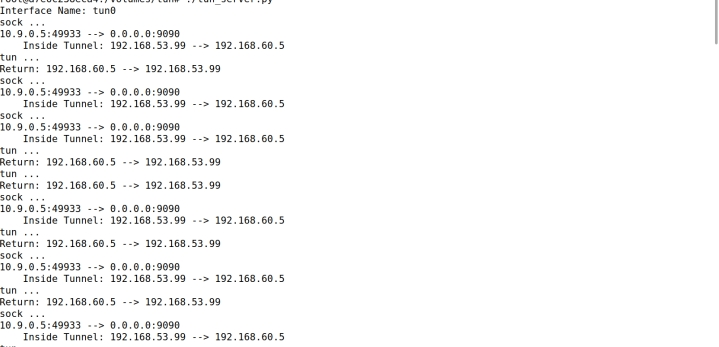 Interface Name: tun0
sock ...
10.9.0.5:49933 --> 0.0.0.0:9090
    Inside Tunnel: 192.168.53.99 --> 192.168.60.5
tun ...
Return: 192.168.60.5 --> 192.168.53.99
sock ...
10.9.0.5:49933 --> 0.0.0.0:9090
    Inside Tunnel: 192.168.53.99 --> 192.168.60.5
sock ...
10.9.0.5:49933 --> 0.0.0.0:9090
    Inside Tunnel: 192.168.53.99 --> 192.168.60.5
tun ...
Return: 192.168.60.5 --> 192.168.53.99
tun ...
Return: 192.168.60.5 --> 192.168.53.99
sock ...
10.9.0.5:49933 --> 0.0.0.0:9090
    Inside Tunnel: 192.168.53.99 --> 192.168.60.5
tun ...
Return: 192.168.60.5 --> 192.168.53.99
sock ...
10.9.0.5:49933 --> 0.0.0.0:9090
    Inside Tunnel: 192.168.53.99 --> 192.168.60.5
tun ...
Return: 192.168.60.5 --> 192.168.53.99
sock ...
10.9.0.5:49933 --> 0.0.0.0:9090
    Inside Tunnel: 192.168.53.99 --> 192.168.60.5